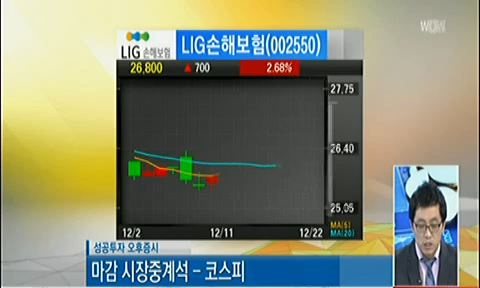 WOW
LIG 손해보험
LIG손해보험(002550)
26,800 ▲ 700 2.68%
27.75
26.40
25.05
MA(5)
MA(20)
12/2 12/11 12/22
성공투자 오후증시
마감 시장중계석 - 코스피